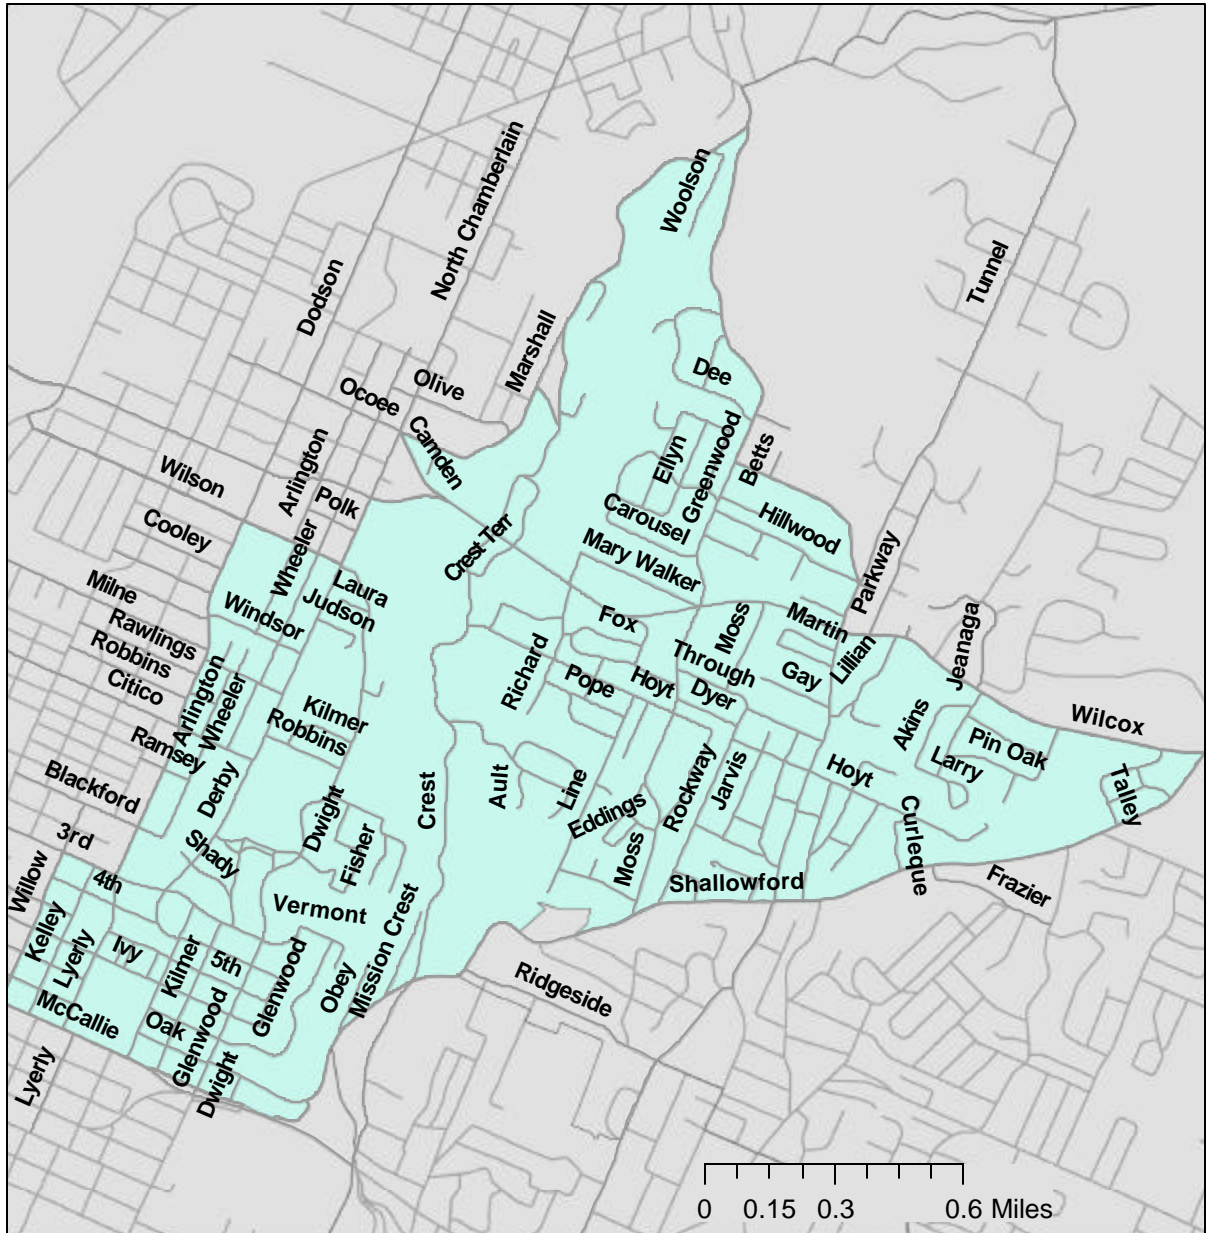 Woolson
North Chamberlain
Tunnel
Dodson
Marshall
Dee
Olive
Ocoee
Camden
Greenwood
Betts
Ellyn
Arlington
Wilson
Polk
Carousel
Hillwood
Cooley
Wheeler
Crest Terr
Mary Walker
Parkway
Milne
Laura
Judson
Windsor
Fox
Moss
Martin
Jeanaga
Rawlings
Robbins
Citico
Richard
Through
Lillian
Gay
Arlington
Wheeler
Pope
Hoyt
Dyer
Akins
Wilcox
Kilmer
Robbins
Pin Oak
Ramsey
Larry
Blackford
Derby
Crest
Ault
Line
Rockway
Jarvis
Hoyt
Talley
3rd
Shady
Dwight
Fisher
Eddings
Moss
Curleque
Willow
4th
Vermont
Shallowford
Frazier
Kelley
Lyerly
Ivy
Kilmer
5th
Glenwood
Obey
Mission Crest
Ridgeside
McCallie
Oak
Glenwood
Dwight
Lyerly
0 0.15 0.3 0.6 Miles